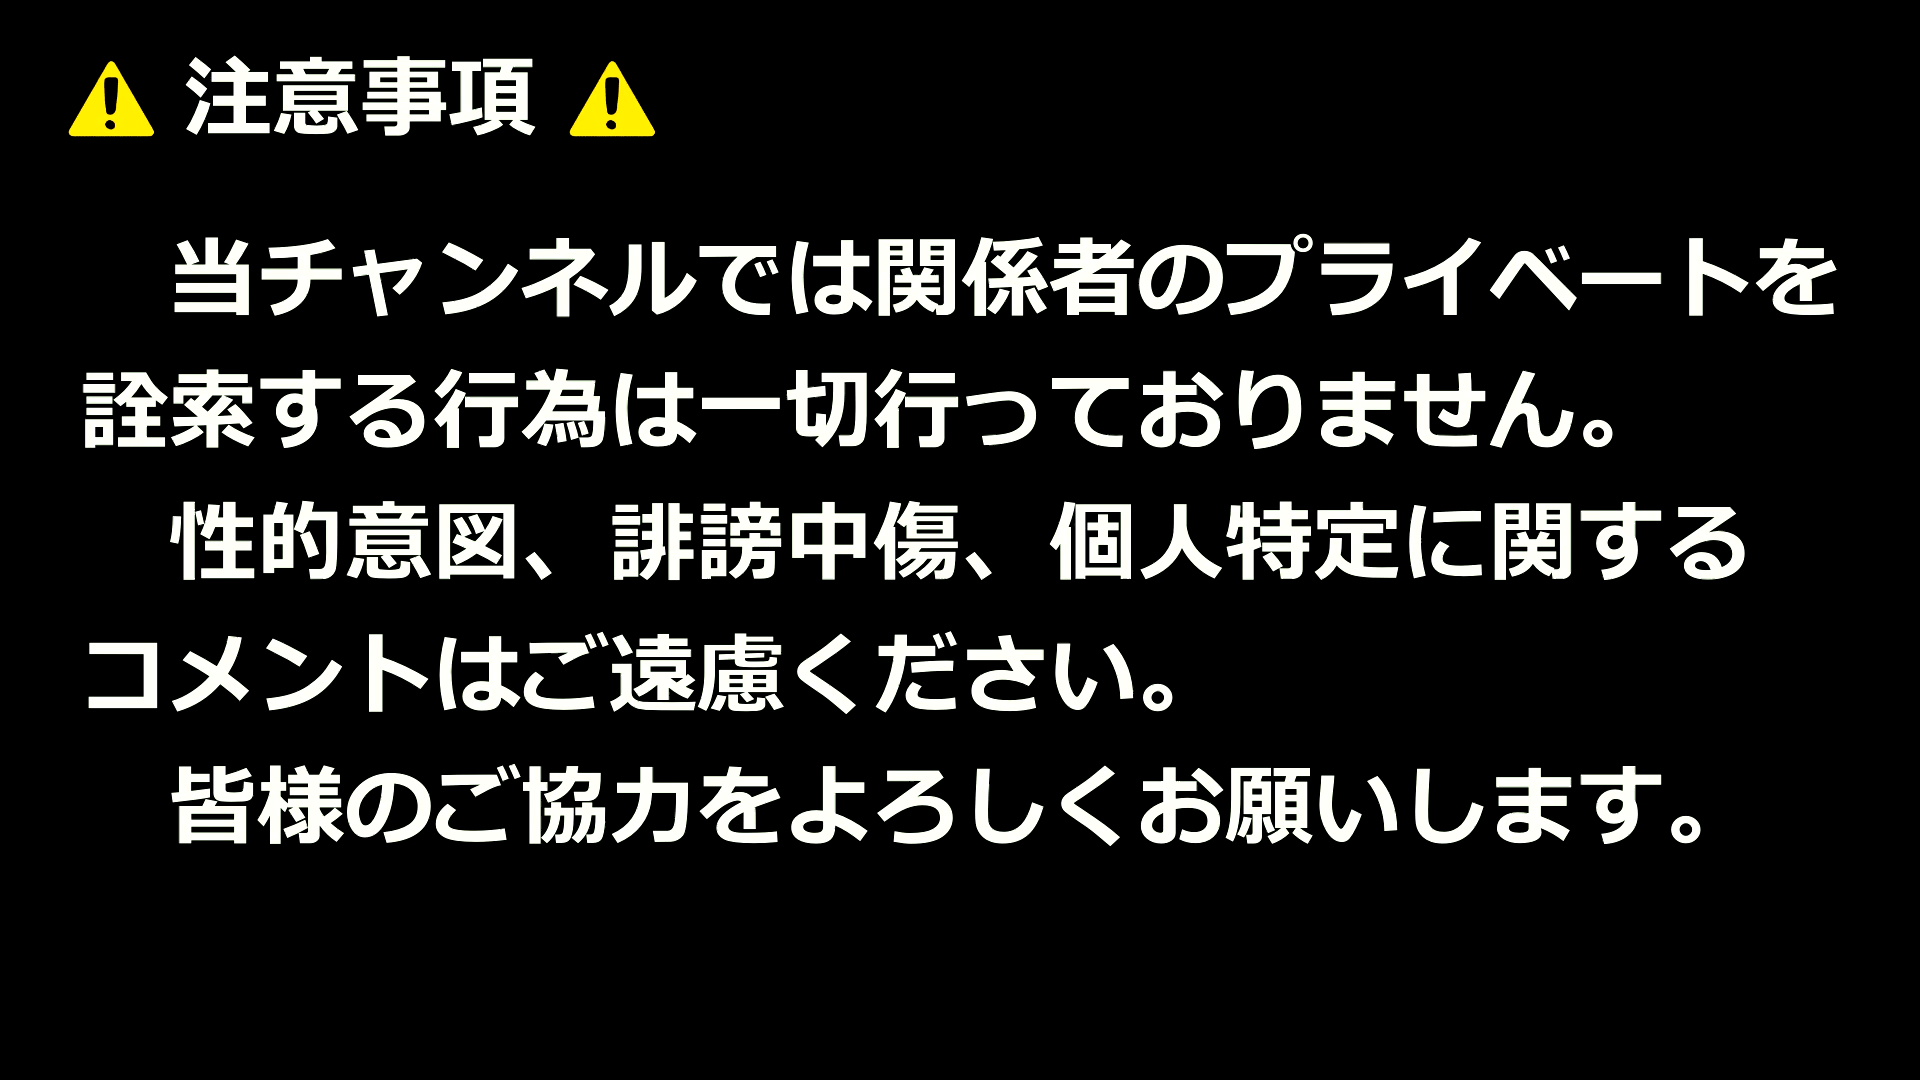 ⚠ 注意事項 ⚠
当チャンネルでは関係者のプライベートを
詮索する行為は一切行っておりません。
性的意図、誹謗中傷、個人特定に関する
コメントはご遠慮ください。
皆様のご協力をよろしくお願いします。